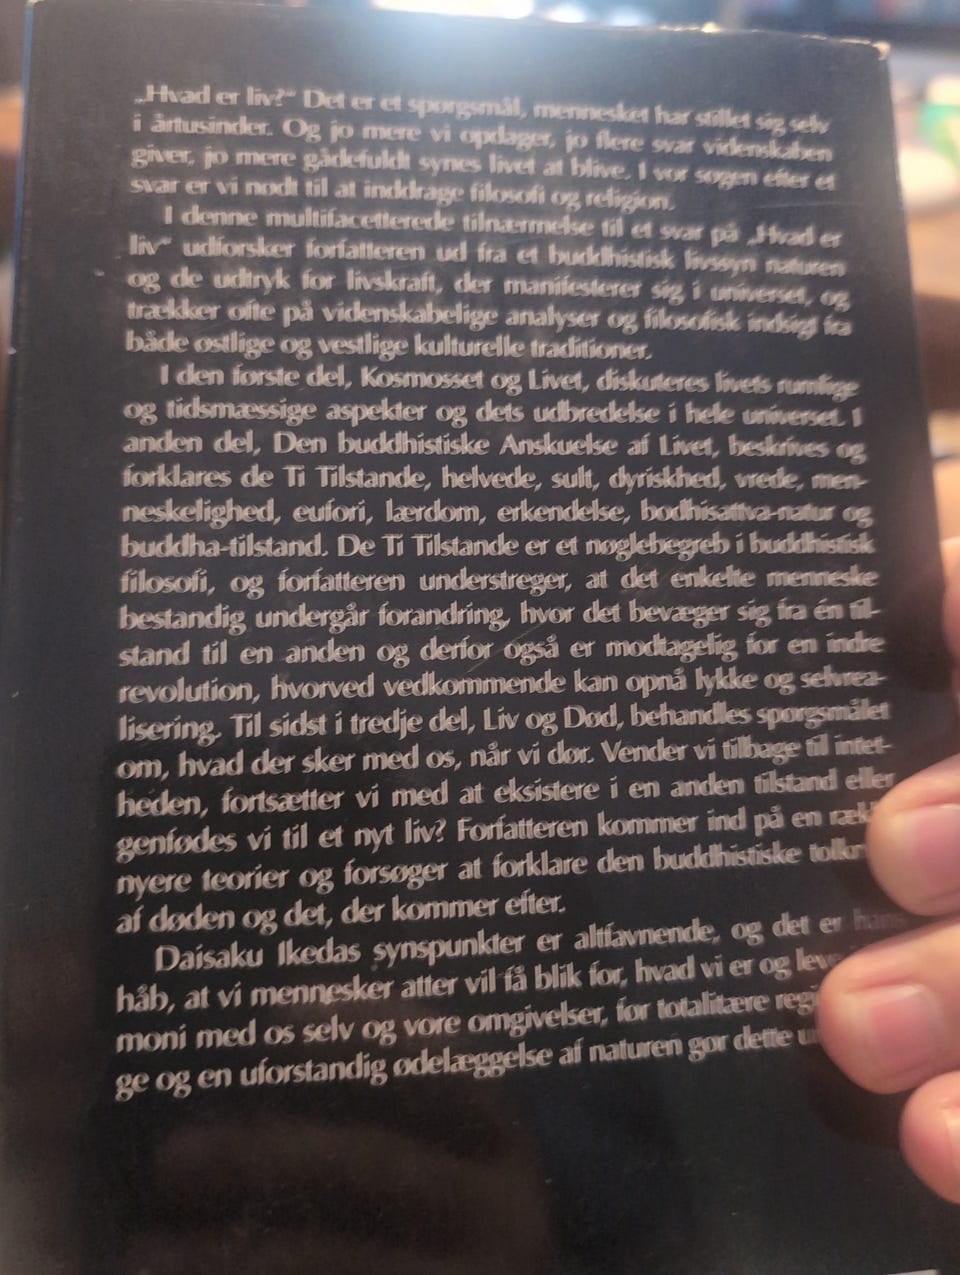 „Hvad er liv?“ Det er et spørgsmål, mennesket har stillet sig selv
i årtusinder. Og jo mere vi opdager, jo flere svar videnskaben
giver, jo mere gådefuldt synes livet at blive. I vor søgen efter et
svar er vi nødt til at inddrage filosofi og religion.
I denne multifacetterede tilnærmelse til et svar på „Hvad er
liv“ udforsker forfatteren ud fra et buddhistisk livssyn naturen
og de udtryk for livskraft, der manifesterer sig i universet, og
trækker ofte på videnskabelige analyser og filosofisk indsigt fra
både østlige og vestlige kulturelle traditioner.
I den første del, Kosmosset og Livet, diskuteres livets rumlige
og tidsmæssige aspekter og dets udbredelse i hele universet. I
anden del, Den buddhistiske Anskuelse af Livet, beskrives og
forklares de Ti Tilstande, helvede, sult, dyriskhed, vrede, men-
neskelighed, eufori, lærdom, erkendelse, bodhisattva-natur og
buddha-tilstand. De Ti Tilstande er et nøglebegreb i buddhistisk
filosofi, og forfatteren understreger, at det enkelte menneske
bestandig undergår forandring, hvor det bevæger sig fra én til-
stand til en anden og derfor også er modtagelig for en indre
revolution, hvorved vedkommende kan opnå lykke og selvrea-
lisering. Til sidst i tredje del, Liv og Død, behandles spørgsmålet
om, hvad der sker med os, når vi dør. Vender vi tilbage til intet-
heden, fortsætter vi med at eksistere i en anden tilstand eller
genfødes vi til et nyt liv? Forfatteren kommer ind på en
nyere teorier og forsøger at forklare den buddhistiske
af døden og det, der kommer efter.
Daisaku Ikedas synspunkter er altfavnende, og det er hans
håb, at vi mennesker atter vil få blik for, hvad vi er og
moni med os selv og vore omgivelser, for totalitære
ge og en uforstandig ødelæggelse af naturen gør dette